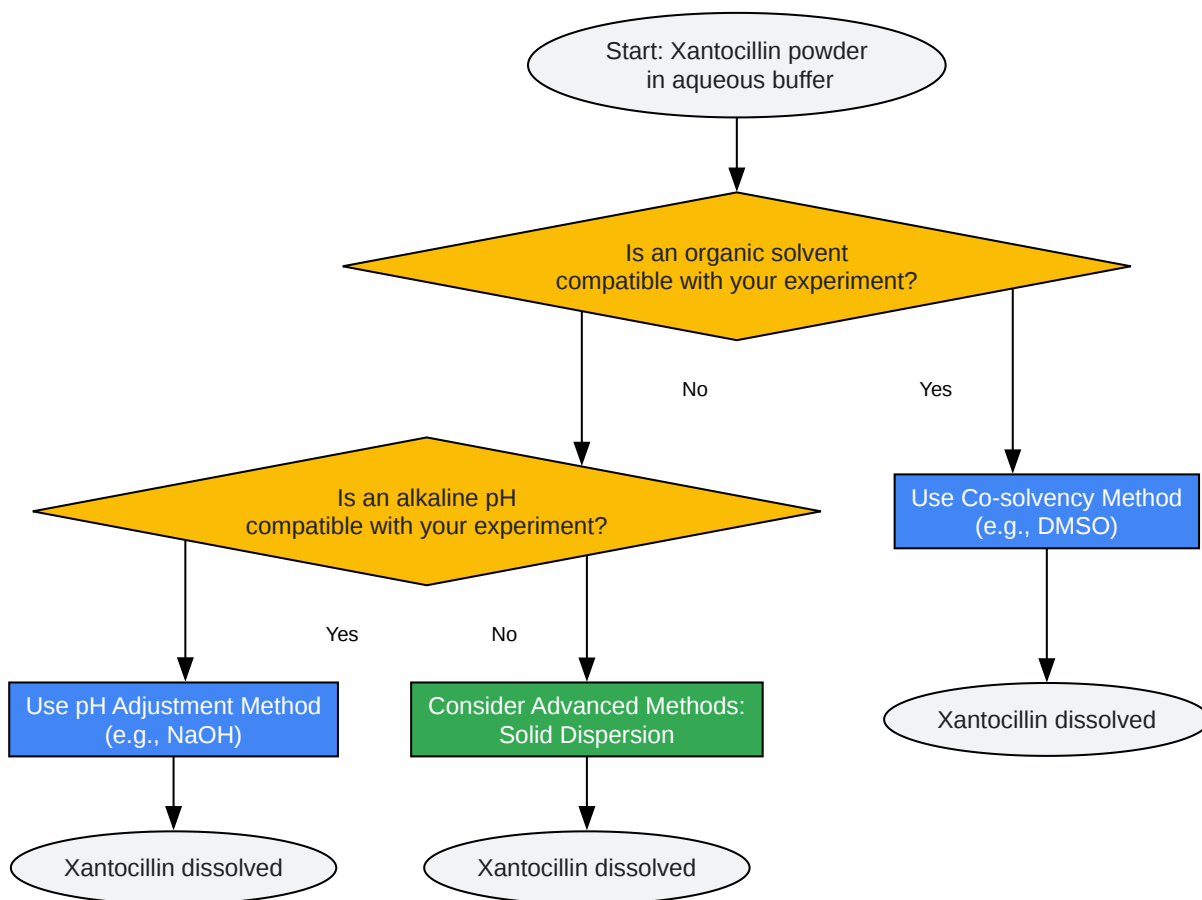 Start: Xantocillin powder
in aqueous buffer
Is an organic solvent
compatible with your experiment?
No
Yes
Is an alkaline pH
compatible with your experiment?
Use Co-solvency Method
(e.g., DMSO)
Yes
No
Use pH Adjustment Method
(e.g., NaOH)
Consider Advanced Methods:
Solid Dispersion
Xantocillin dissolved
Xantocillin dissolved
Xantocillin dissolved